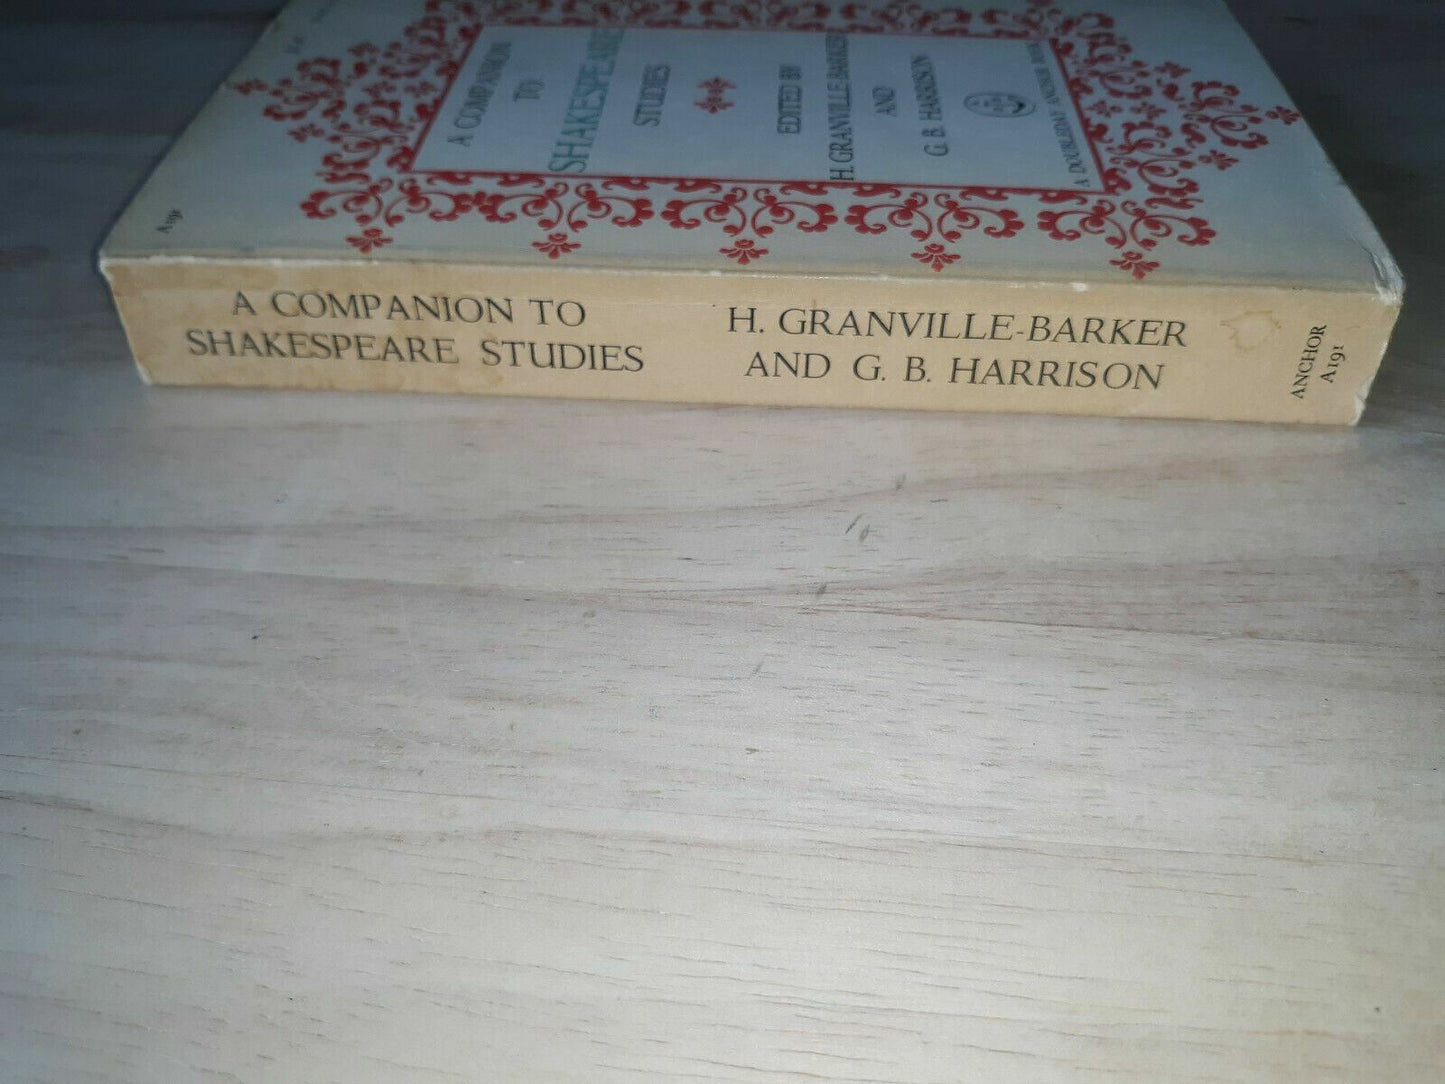 A COMPANION
TO
SHAKESPEARE
STUDIES
EDITED BY
H. GRANVILLE-BARKER
AND
G. B. HARRISON
A DOUBLEDAY ANCHOR BOOK
A191
A COMPANION TO
SHAKESPEARE STUDIES
H. GRANVILLE-BARKER
AND G. B. HARRISON
ANCHOR
A191